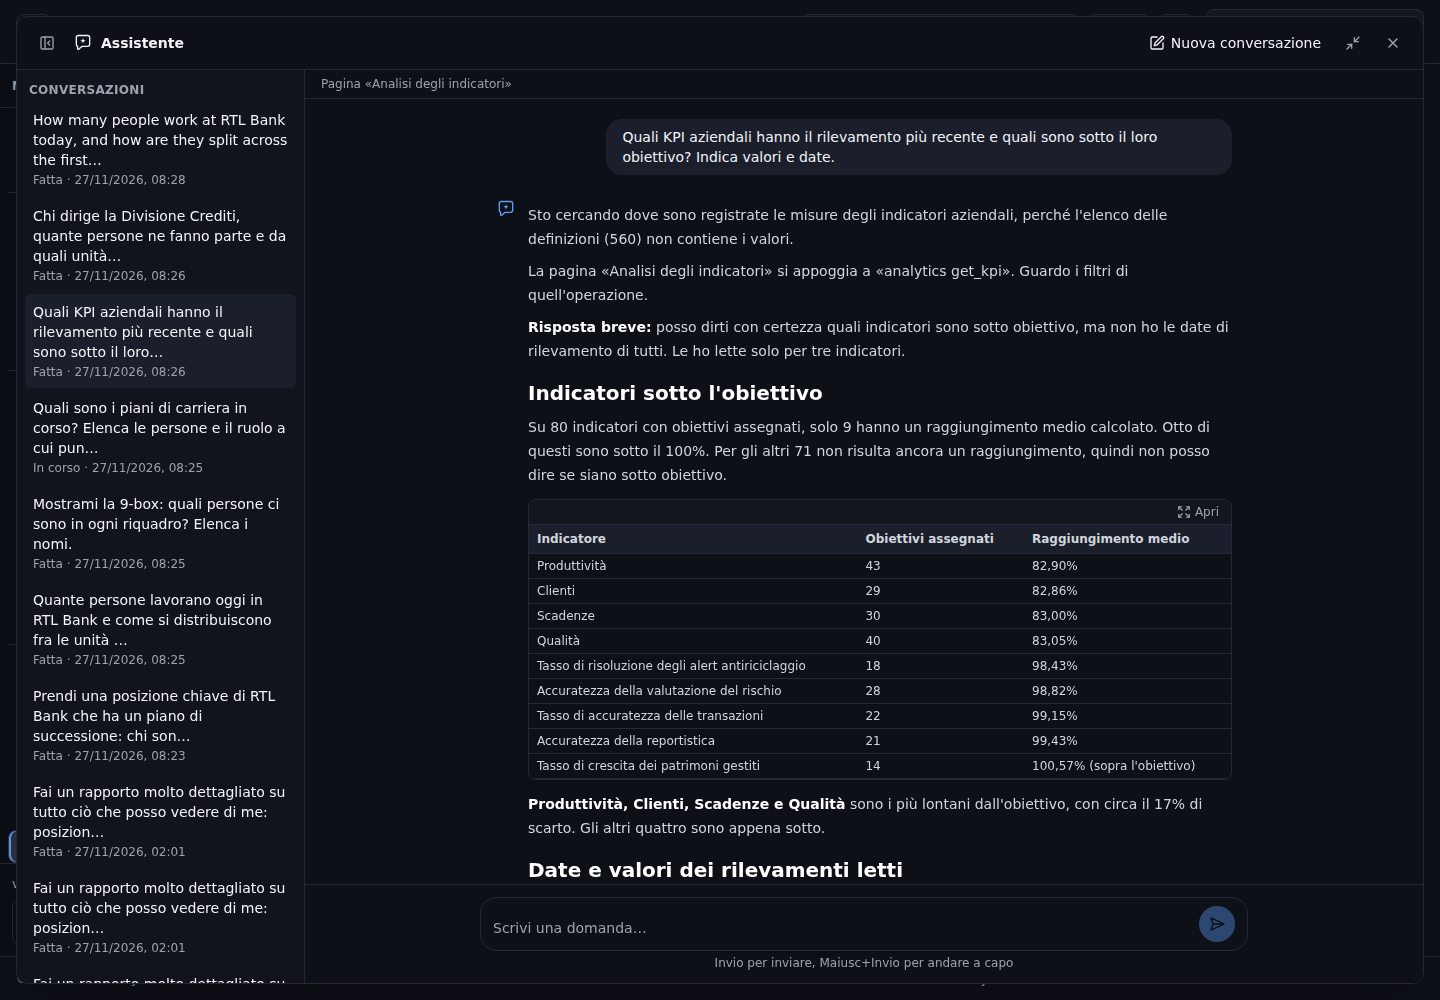 Assistente
Nuova conversazione
CONVERSAZIONI
How many people work at RTL Bank
today, and how are they split across
the first…
Fatta · 27/11/2026, 08:28
Chi dirige la Divisione Crediti,
quante persone ne fanno parte e da
quali unità…
Fatta · 27/11/2026, 08:26
Quali KPI aziendali hanno il
rilevamento più recente e quali
sono sotto il loro…
Fatta · 27/11/2026, 08:26
Quali sono i piani di carriera in
corso? Elenca le persone e il ruolo a
cui pun…
In corso · 27/11/2026, 08:25
Mostrami la 9-box: quali persone ci
sono in ogni riquadro? Elenca i
nomi.
Fatta · 27/11/2026, 08:25
Quante persone lavorano oggi in
RTL Bank e come si distribuiscono
fra le unità …
Fatta · 27/11/2026, 08:25
Prendi una posizione chiave di RTL
Bank che ha un piano di
successione: chi son…
Fatta · 27/11/2026, 08:23
Fai un rapporto molto dettagliato su
tutto ciò che posso vedere di me:
posizion…
Fatta · 27/11/2026, 02:01
Fai un rapporto molto dettagliato su
tutto ciò che posso vedere di me:
posizion…
Fatta · 27/11/2026, 02:01
Fai un rapporto molto dettagliato su
Pagina «Analisi degli indicatori»
Quali KPI aziendali hanno il rilevamento più recente e quali sono sotto il loro
obiettivo? Indica valori e date.
Sto cercando dove sono registrate le misure degli indicatori aziendali, perché l'elenco delle
definizioni (560) non contiene i valori.
La pagina «Analisi degli indicatori» si appoggia a «analytics get_kpi». Guardo i filtri di
quell'operazione.
Risposta breve: posso dirti con certezza quali indicatori sono sotto obiettivo, ma non ho le date di
rilevamento di tutti. Le ho lette solo per tre indicatori.
Indicatori sotto l'obiettivo
Su 80 indicatori con obiettivi assegnati, solo 9 hanno un raggiungimento medio calcolato. Otto di
questi sono sotto il 100%. Per gli altri 71 non risulta ancora un raggiungimento, quindi non posso
dire se siano sotto obiettivo.
Apri
Indicatore Obiettivi assegnati Raggiungimento medio
Produttività 43 82,90%
Clienti 29 82,86%
Scadenze 30 83,00%
Qualità 40 83,05%
Tasso di risoluzione degli alert antiriciclaggio 18 98,43%
Accuratezza della valutazione del rischio 28 98,82%
Tasso di accuratezza delle transazioni 22 99,15%
Accuratezza della reportistica 21 99,43%
Tasso di crescita dei patrimoni gestiti 14 100,57% (sopra l'obiettivo)
Produttività, Clienti, Scadenze e Qualità sono i più lontani dall'obiettivo, con circa il 17% di
scarto. Gli altri quattro sono appena sotto.
Date e valori dei rilevamenti letti
Scrivi una domanda…
Invio per inviare, Maiusc+Invio per andare a capo